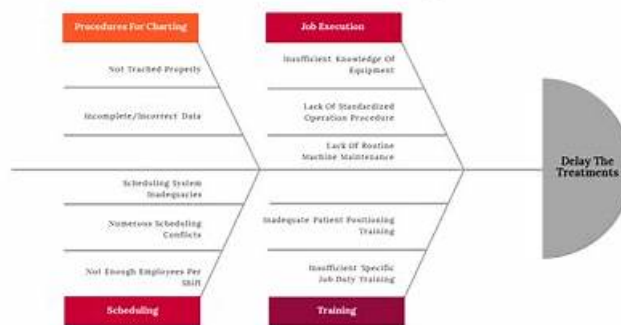 Procedures For Charting
Job Execution
Not Trached Properly
Incomplete/Incorrect Data
Insufficient Knowledge Of
Equipment
Lack Of Standardized
Operation Procedure
Lack Of Routine
Machine Maintenance
Delay The
Treatments
Scheduling System
Inadequacies
Numerous Scheduling
Conflicts
Not Enough Employees Per
Shift
Inadequate Patient Positioning
Training
Insufficient Specific
Job Duty Training
Scheduling
Training